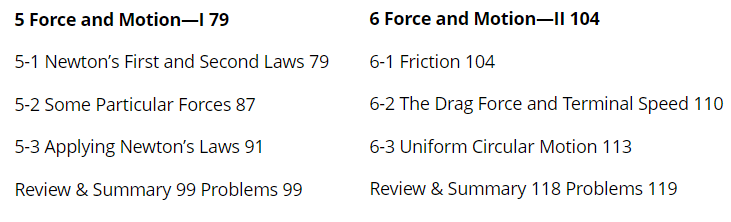 5 Force and Motion—I 79
5-1 Newton’s First and Second Laws 79
5-2 Some Particular Forces 87
5-3 Applying Newton’s Laws 91
Review & Summary 99 Problems 99
6 Force and Motion—II 104
6-1 Friction 104
6-2 The Drag Force and Terminal Speed 110
6-3 Uniform Circular Motion 113
Review & Summary 118 Problems 119